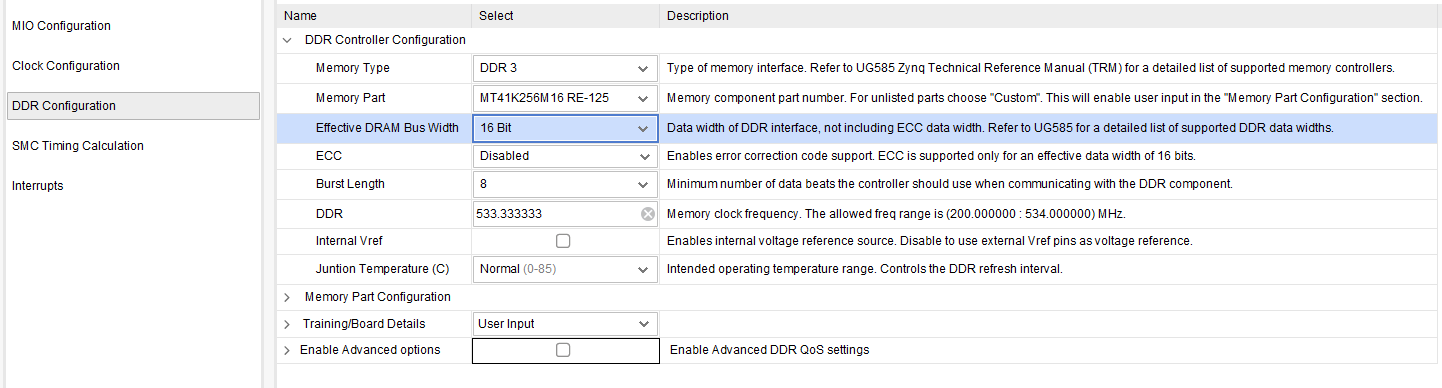 MIO Configuration
Clock Configuration
DDR Configuration
SMC Timing Calculation
Interrupts
Name Select Description
DDR Controller Configuration
Memory Type DDR 3 Type of memory interface. Refer to UG585 Zynq Technical Reference Manual (TRM) for a detailed list of supported memory controllers.
Memory Part MT41K256M16 RE-125 Memory component part number. For unlisted parts choose "Custom". This will enable user input in the "Memory Part Configuration" section.
Effective DRAM Bus Width 16 Bit Data width of DDR interface, not including ECC data width. Refer to UG585 for a detailed list of supported DDR data widths.
ECC Disabled Enables error correction code support. ECC is supported only for an effective data width of 16 bits.
Burst Length 8 Minimum number of data beats the controller should use when communicating with the DDR component.
DDR 533.333333 Memory clock frequency. The allowed freq range is (200.000000 : 534.000000) MHz.
Internal Vref Enables internal voltage reference source. Disable to use external Vref pins as voltage reference.
Juntion Temperature (C) Normal (0-85) Intended operating temperature range. Controls the DDR refresh interval.
Memory Part Configuration
Training/Board Details User Input
Enable Advanced options Enable Advanced DDR QoS settings